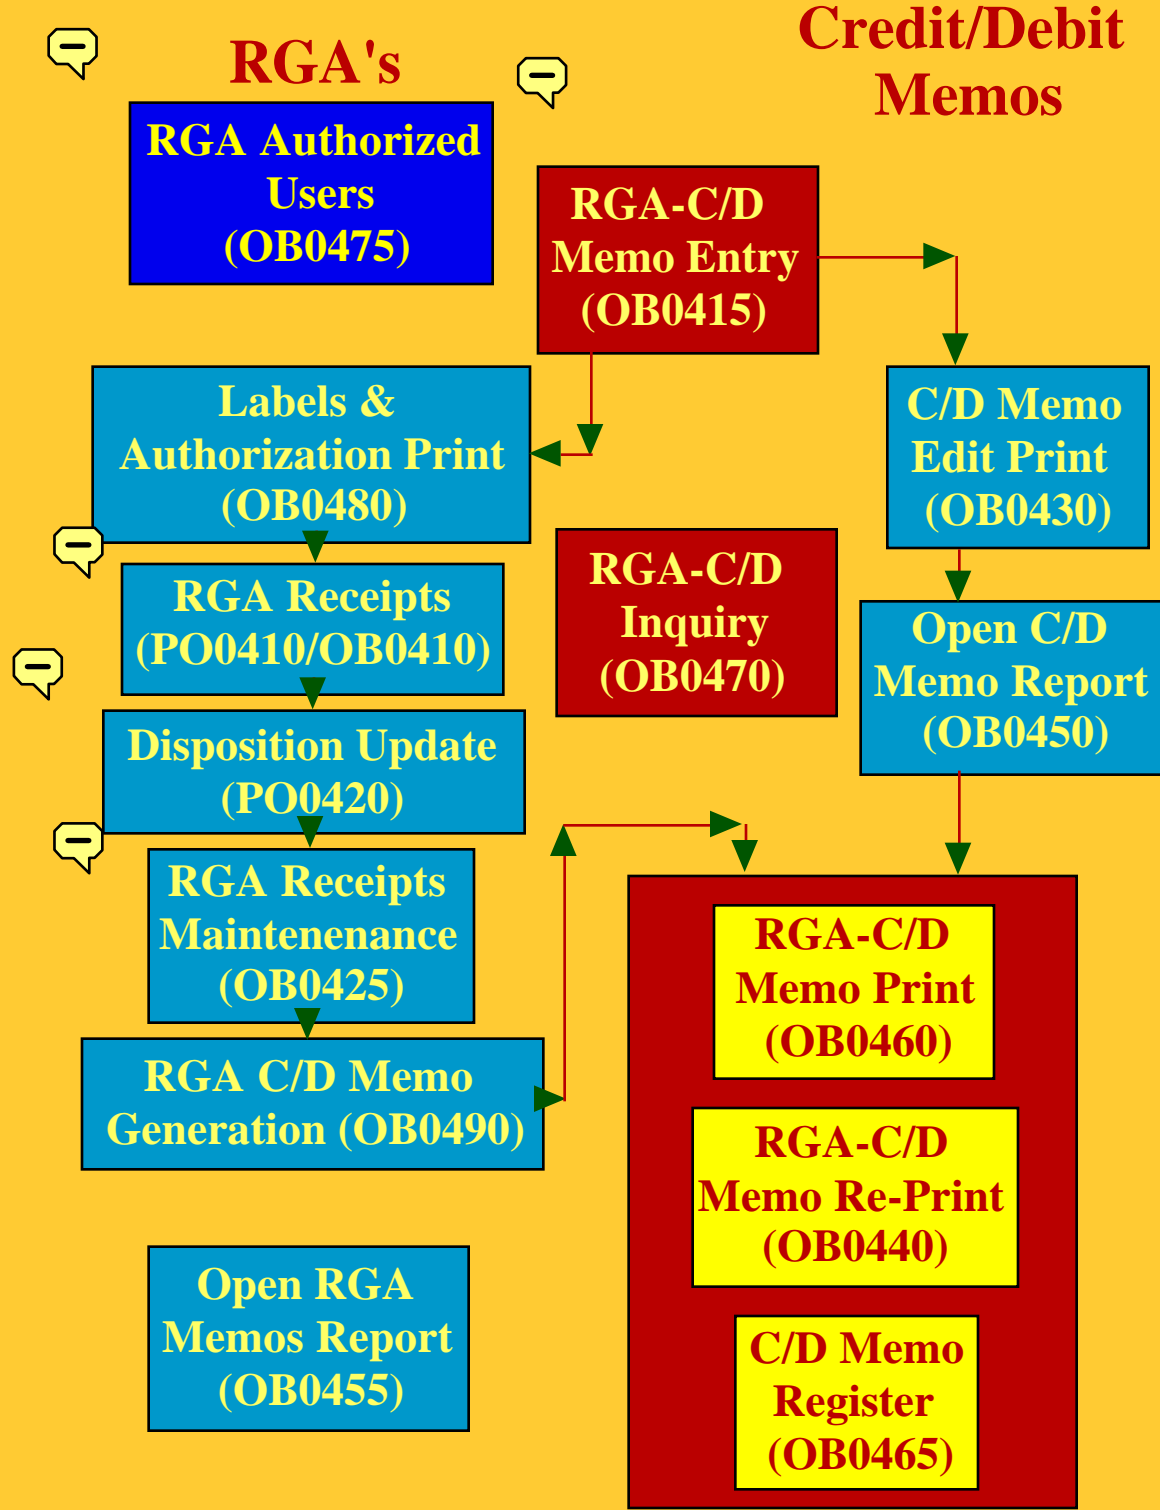 RGA's
Credit/Debit
Memos
RGA Authorized
Users
(OB0475)
RGA-C/D
Memo Entry
(OB0415)
Labels &
Authorization Print
(OB0480)
C/D Memo
Edit Print
(OB0430)
RGA Receipts
(PO0410/OB0410)
RGA-C/D
Inquiry
(OB0470)
Open C/D
Memo Report
(OB0450)
Disposition Update
(PO0420)
RGA Receipts
Maintenenance
(OB0425)
RGA C/D Memo
Generation (OB0490)
RGA-C/D
Memo Print
(OB0460)
RGA-C/D
Memo Re-Print
(OB0440)
Open RGA
Memos Report
(OB0455)
C/D Memo
Register
(OB0465)